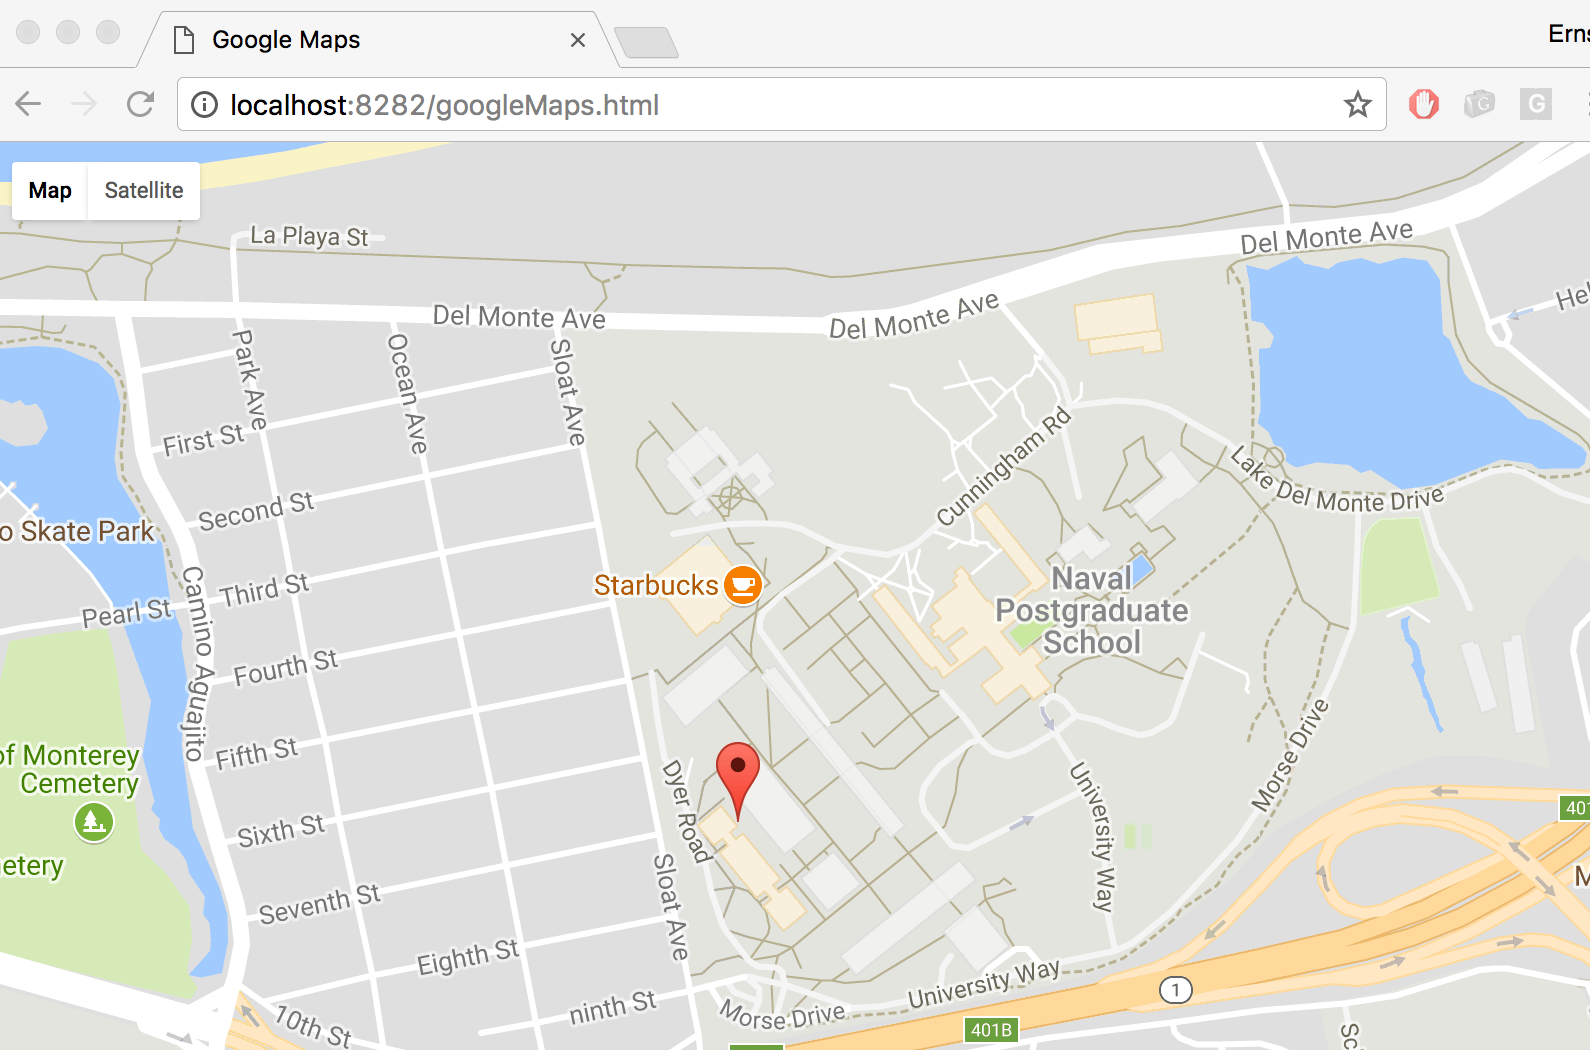 Google Maps
Erns
localhost:8282/googleMaps.html
G
G
Map
Satellite
La Playa St
Del Monte Ave
Del Monte Ave
Del Monte Ave
Hel
Park Ave
Ocean Ave
Sloat Ave
First St
Cunningham Rd
Lake Del Monte Drive
Second St
o Skate Park
Third St
Pearl St
Camino Aguajito
Starbucks
Naval
Postgraduate
School
Fourth St
Fifth St
of Monterey
Cemetery
etery
Dyer Road
University Way
Morse Drive
401
Sixth St
M
Seventh St
Sloat Ave
Eighth St
University Way
1
ninth St
Morse Drive
10th St
401B
Sc